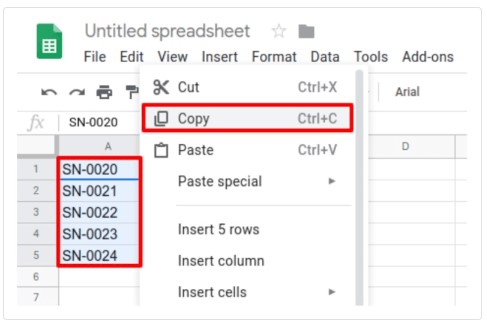 Untitled spreadsheet
File Edit View Insert Format Data Tools Add-ons
Arial
fx SN-0020
A D
1 SN-0020
2 SN-0021
3 SN-0022
4 SN-0023
5 SN-0024
6
7
Cut Ctrl+X
Copy Ctrl+C
Paste Ctrl+V
Paste special
Insert 5 rows
Insert column
Insert cells